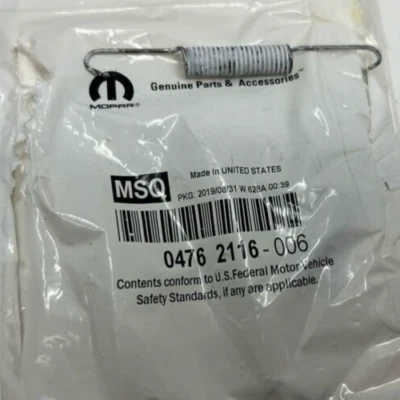 Genuine Parts & Accessories™
MOPAR®
Made in UNITED STATES
MSQ
PKG: 2019/08/31 W 628A 00:39
0476 2116-006
Contents conform to U.S.Federal Motor Vehicle
Safety Standards, if any are applicable.